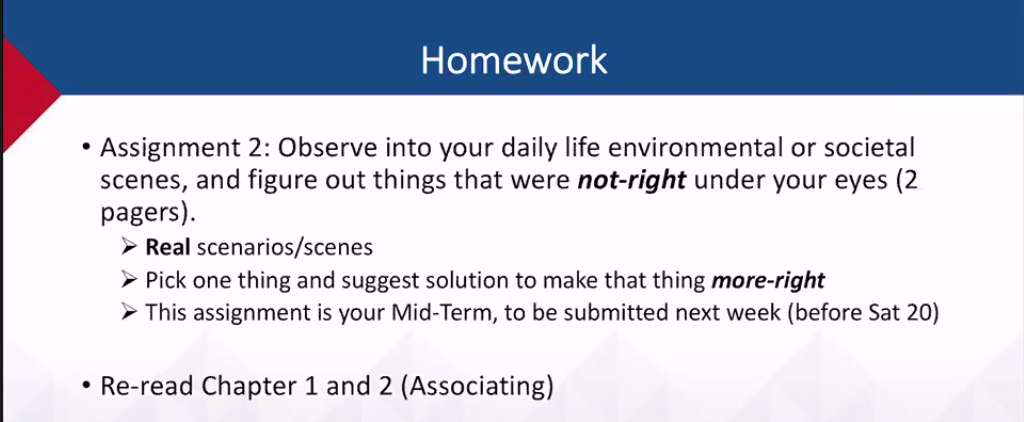 Homework
• Assignment 2: Observe into your daily life environmental or societal
scenes, and figure out things that were not-right under your eyes (2
pagers).
➢ Real scenarios/scenes
➢ Pick one thing and suggest solution to make that thing more-right
➢ This assignment is your Mid-Term, to be submitted next week (before Sat 20)
• Re-read Chapter 1 and 2 (Associating)